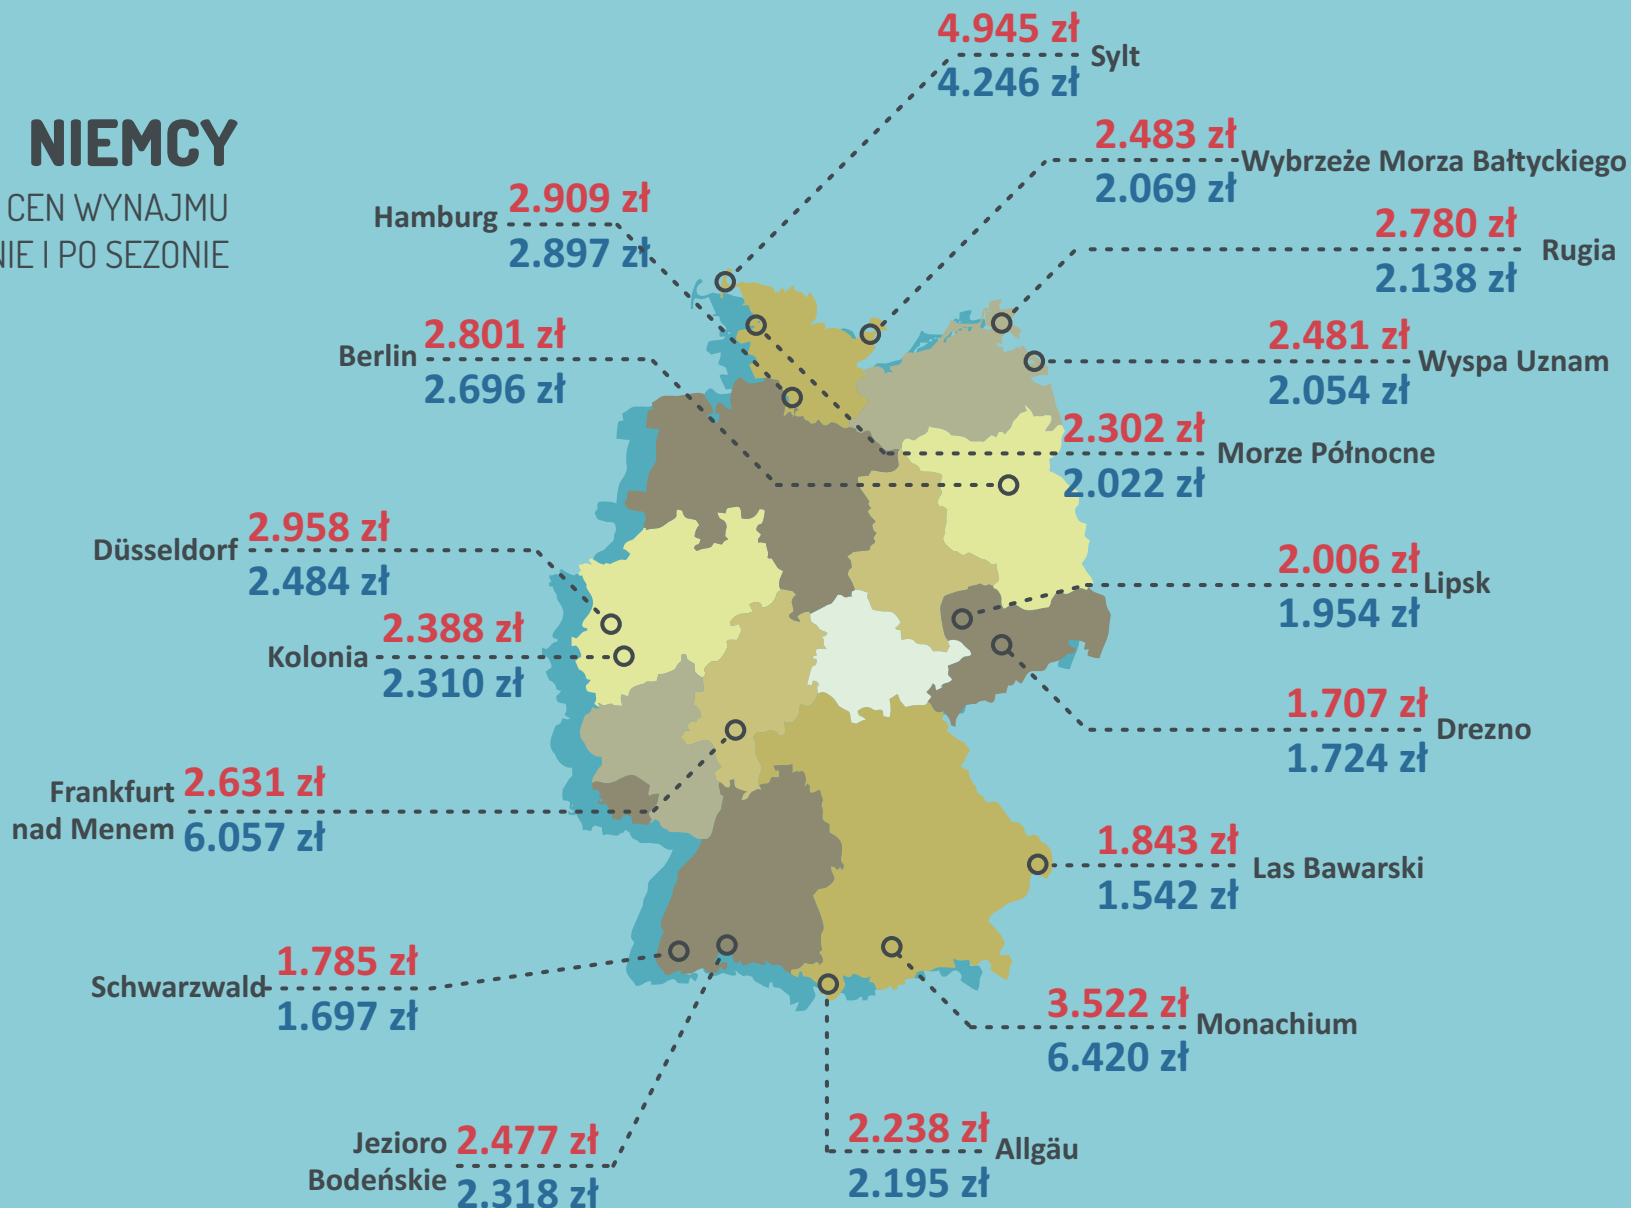 NIEMCY
CEN WYNAJMU
I PO SEZONIE
4.945 zł
Sylt
4.246 zł
2.483 zł
Wybrzeże Morza Bałtyckiego
2.069 zł
2.909 zł
Hamburg
2.897 zł
2.780 zł
Rugia
2.138 zł
2.801 zł
Berlin
2.696 zł
2.481 zł
Wyspa Uznam
2.054 zł
2.302 zł
Morze Północne
2.022 zł
2.958 zł
Düsseldorf
2.484 zł
2.006 zł
Lipsk
1.954 zł
2.388 zł
Kolonia
2.310 zł
1.707 zł
Drezno
1.724 zł
2.631 zł
Frankfurt
nad Menem
6.057 zł
1.843 zł
Las Bawarski
1.542 zł
1.785 zł
Schwarzwald
1.697 zł
3.522 zł
Monachium
6.420 zł
2.477 zł
Jezioro
Bodeńskie
2.318 zł
2.238 zł
Allgäu
2.195 zł